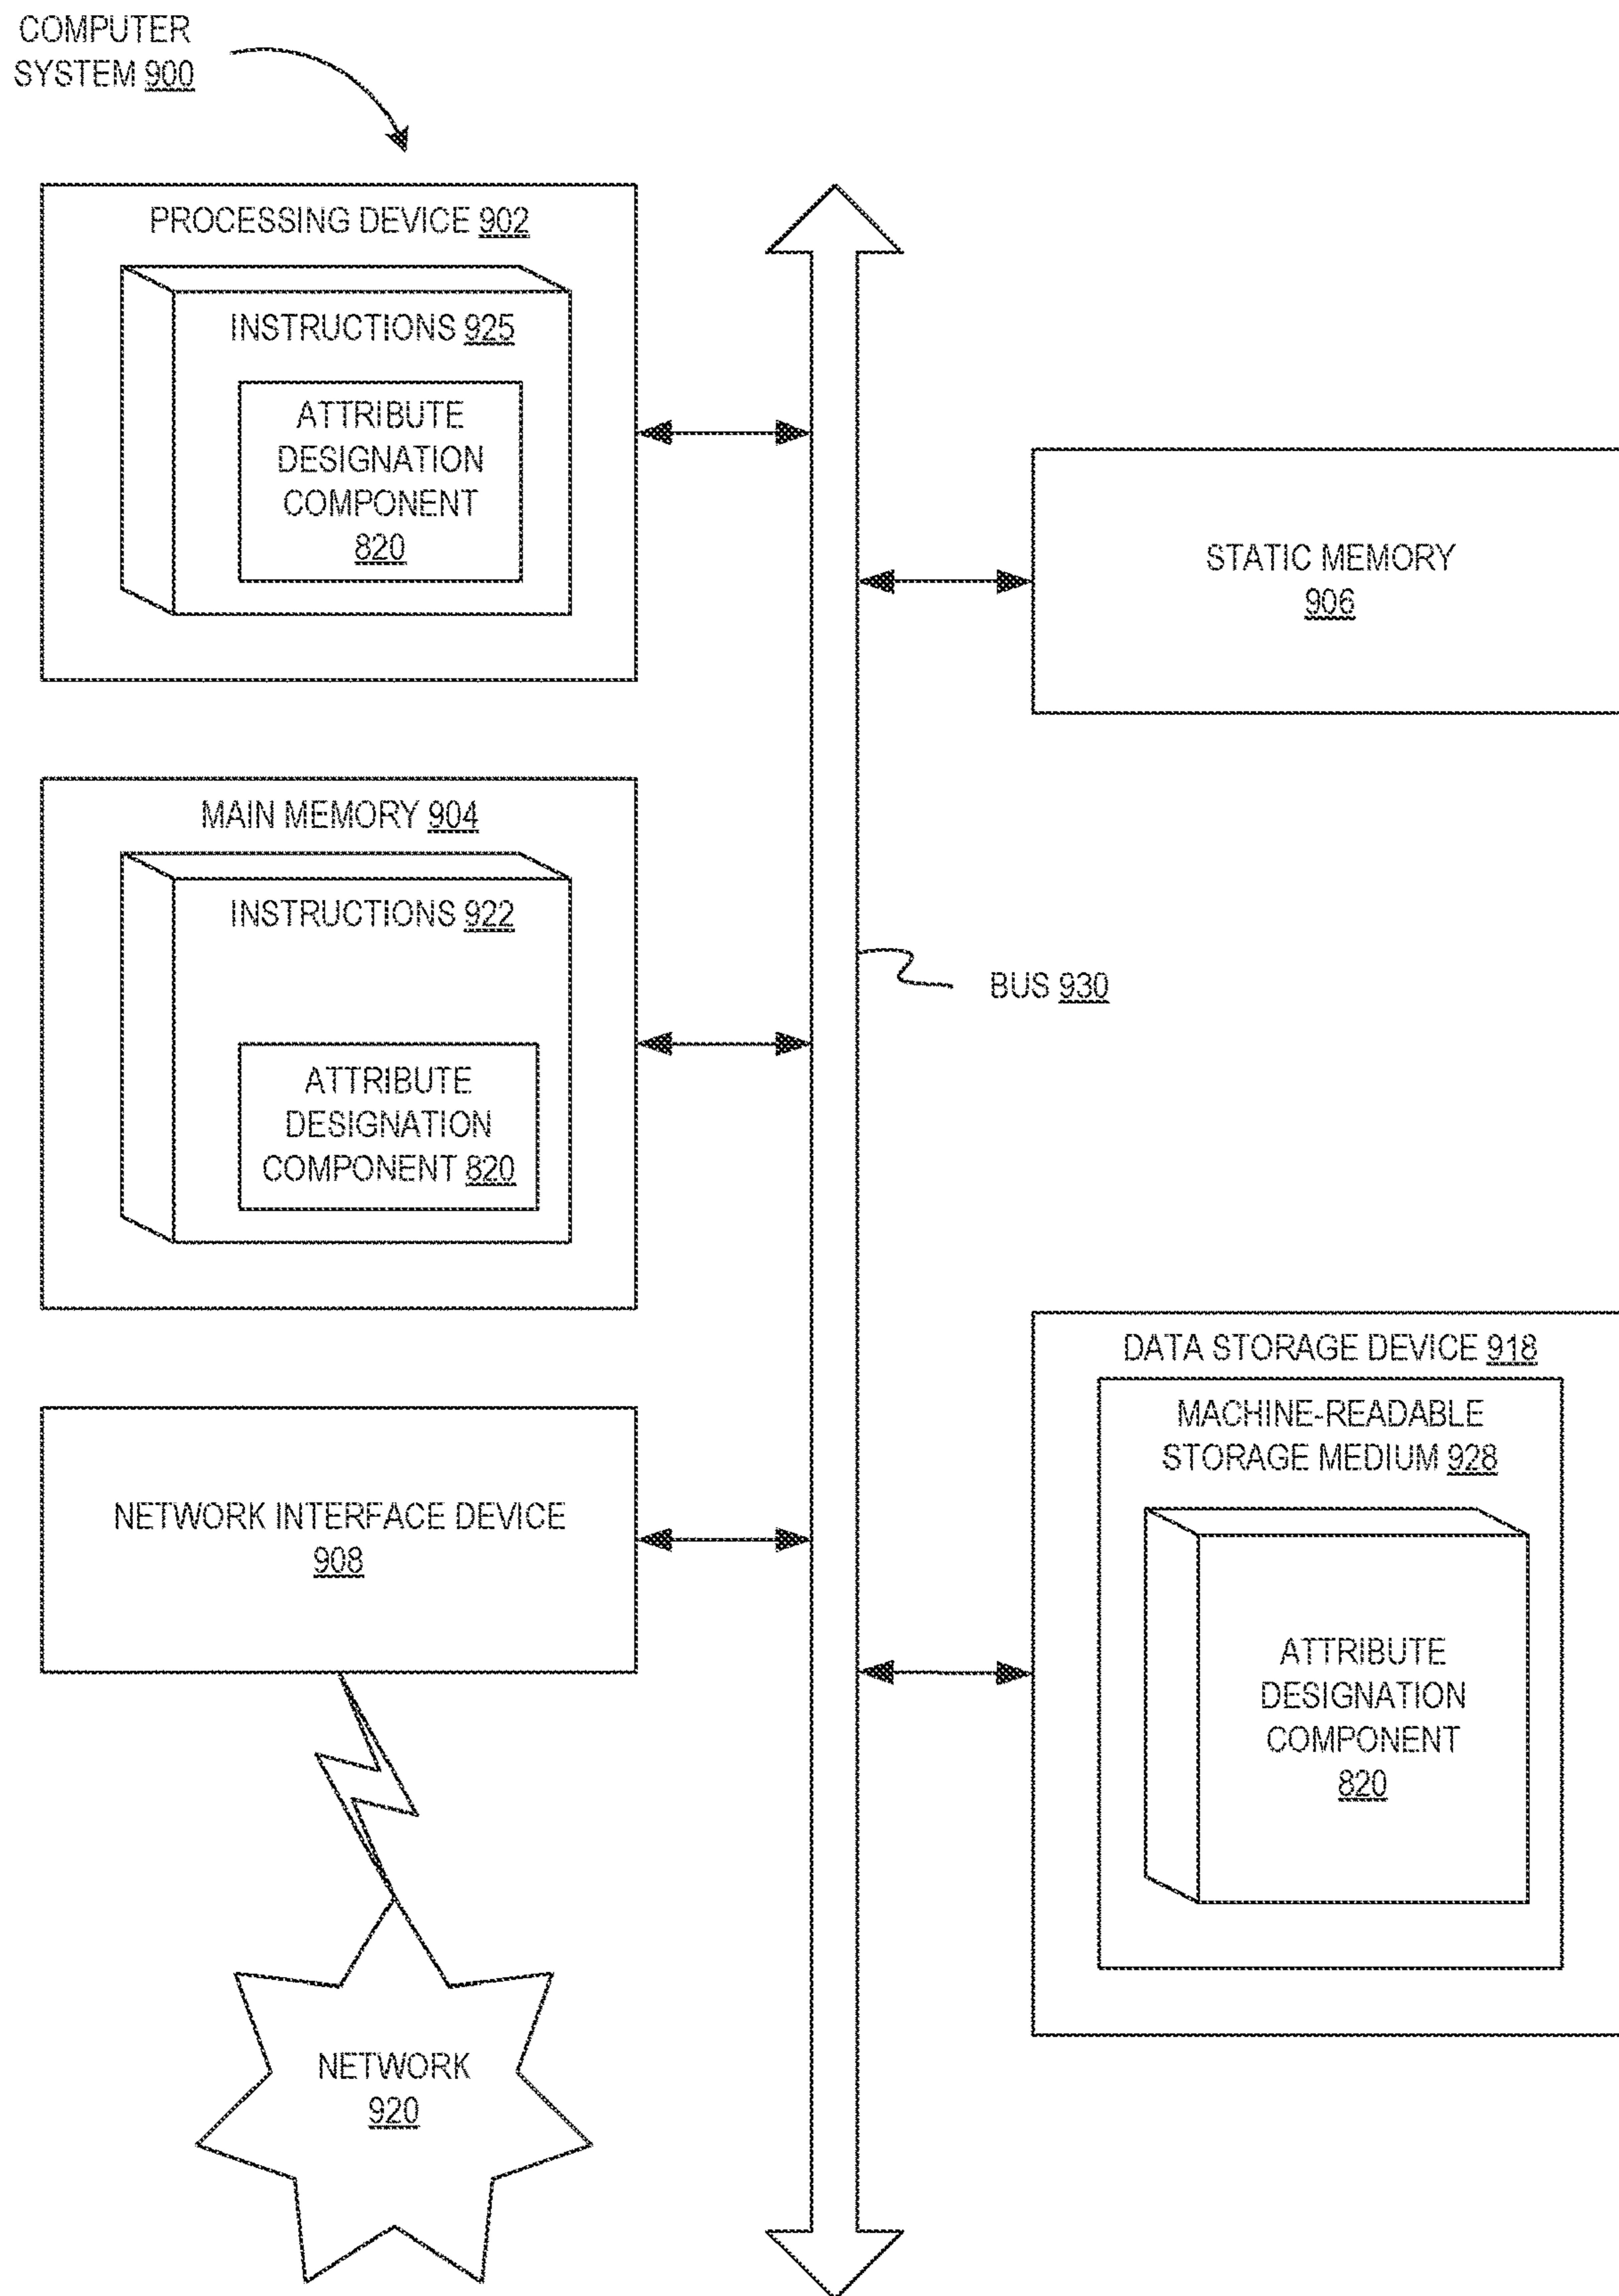 COMPUTER
SYSTEM 900
PROCESSING DEVICE 902
INSTRUCTIONS 925
ATTRIBUTE
DESIGNATION
COMPONENT
820
STATIC MEMORY
906
MAIN MEMORY 904
INSTRUCTIONS 922
ATTRIBUTE
DESIGNATION
COMPONENT 820
BUS 930
DATA STORAGE DEVICE 918
MACHINE-READABLE
STORAGE MEDIUM 928
ATTRIBUTE
DESIGNATION
COMPONENT
820
NETWORK INTERFACE DEVICE
908
NETWORK
920